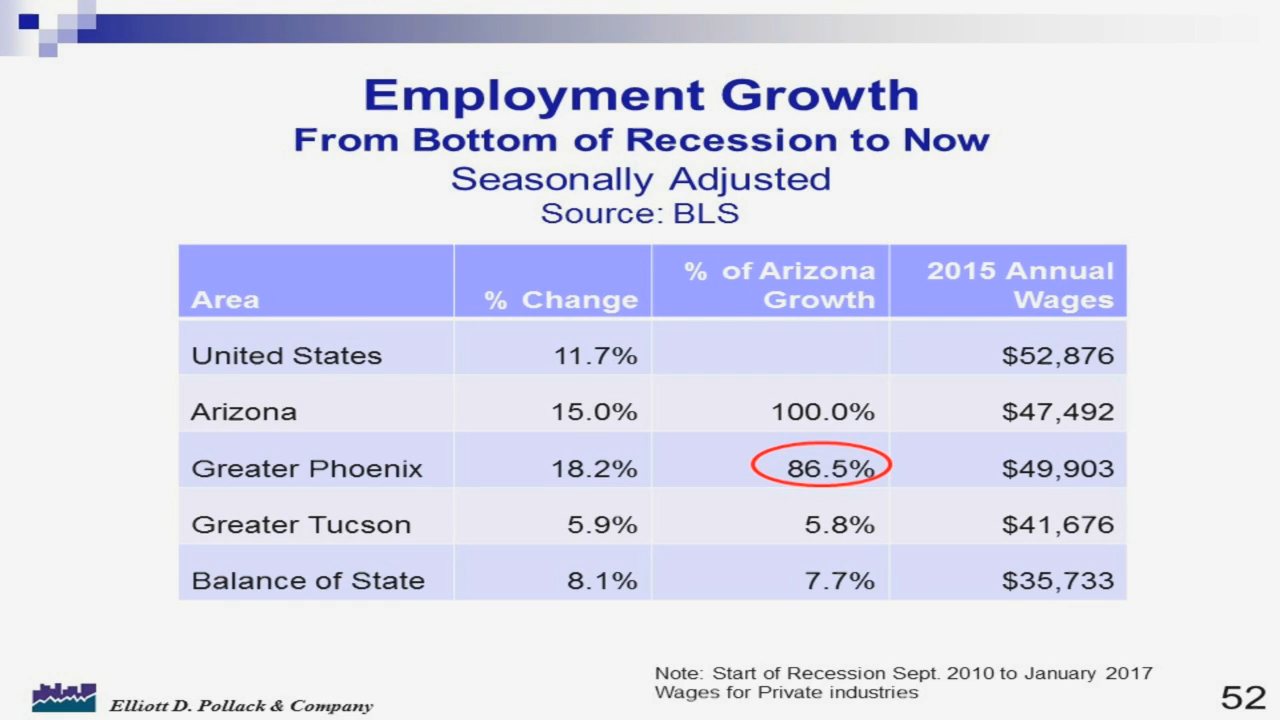 Employment Growth
From Bottom of Recession to Now
Seasonally Adjusted
Source: BLS
Area % Change % of Arizona Growth 2015 Annual Wages
United States 11.7% $52,876
Arizona 15.0% 100.0% $47,492
Greater Phoenix 18.2% 86.5% $49,903
Greater Tucson 5.9% 5.8% $41,676
Balance of State 8.1% 7.7% $35,733
Note: Start of Recession Sept. 2010 to January 2017
Wages for Private industries
Elliott D. Pollack & Company
52